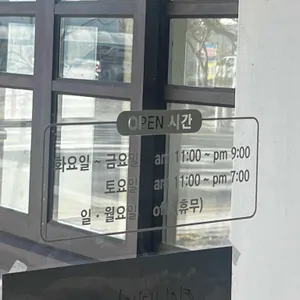 OPEN 시간
화요일 ~ 금요일 am 11:00 ~ pm 9:00
토요일 am 11:00 ~ pm 7:00
일 · 월요일 off (휴무)